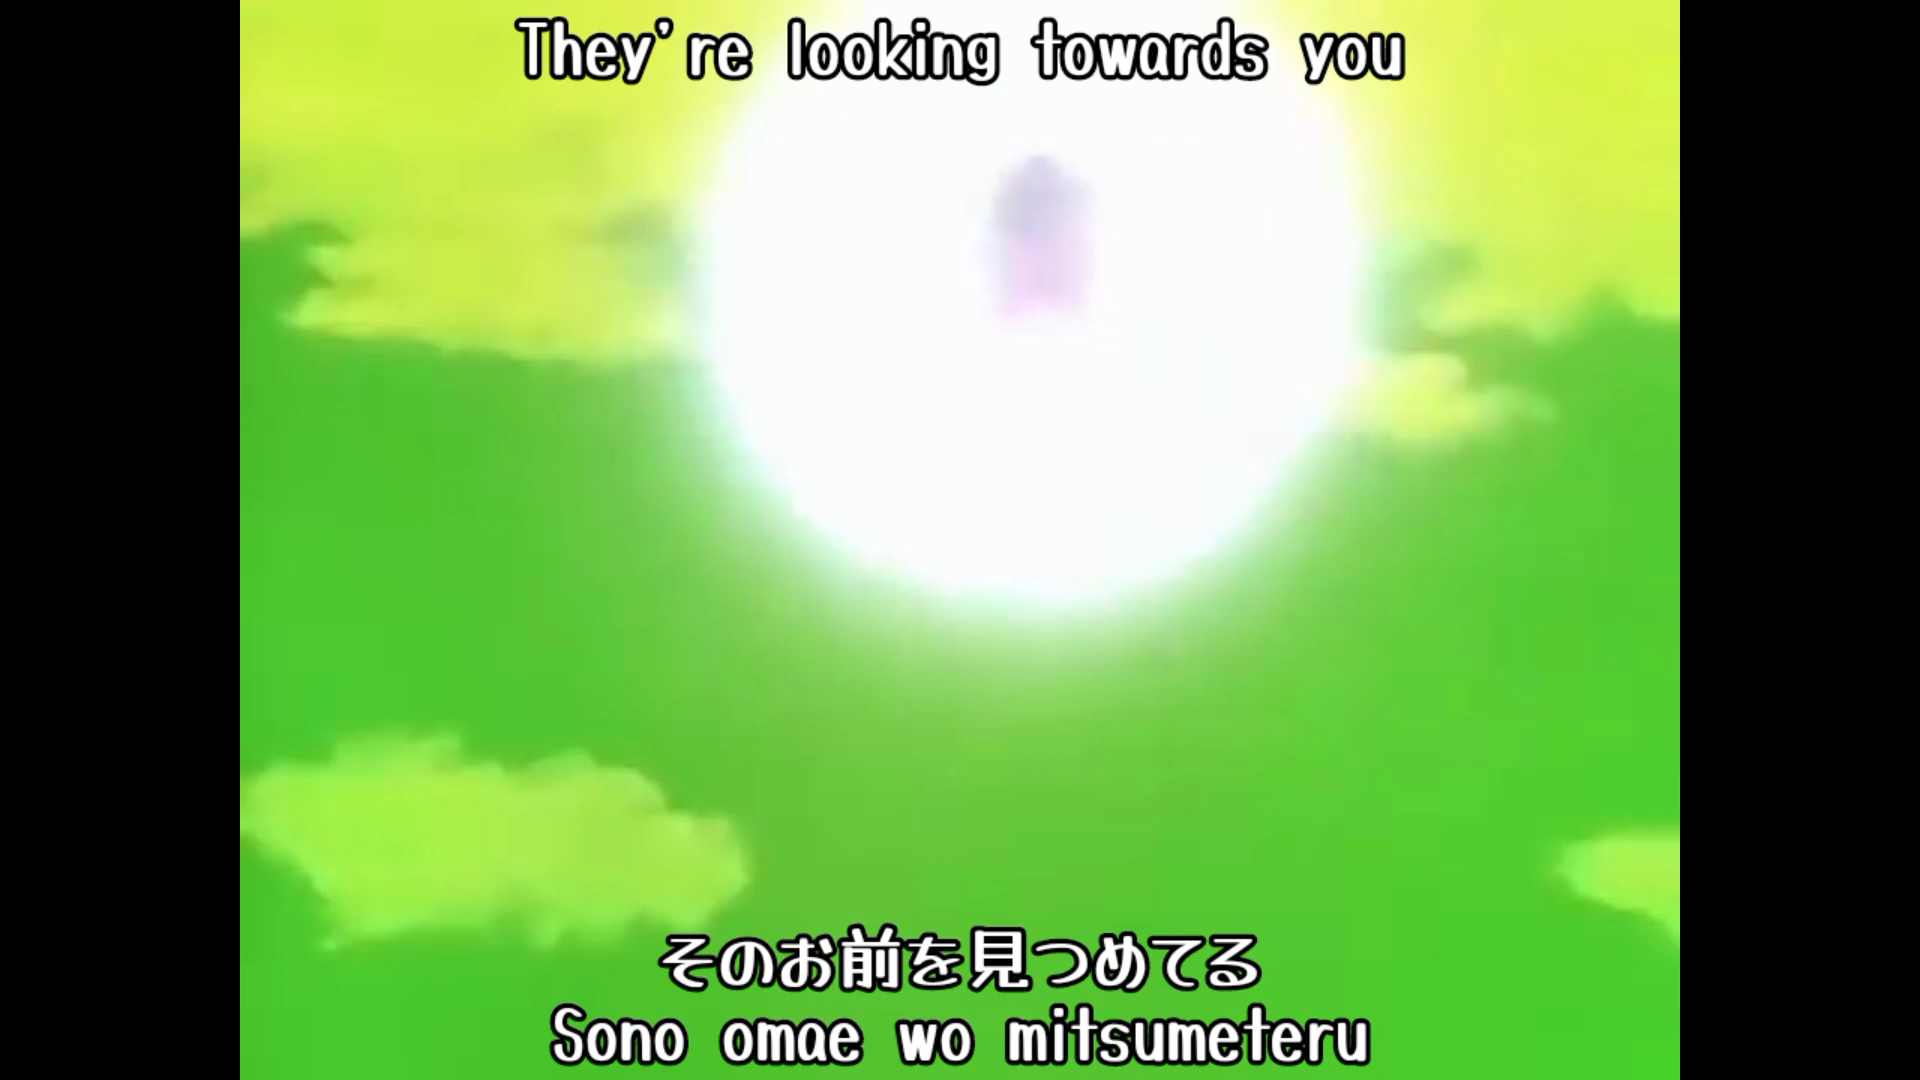 They're looking towards you
そのお前を見つめてる
Sono omae wo mitsumeteru